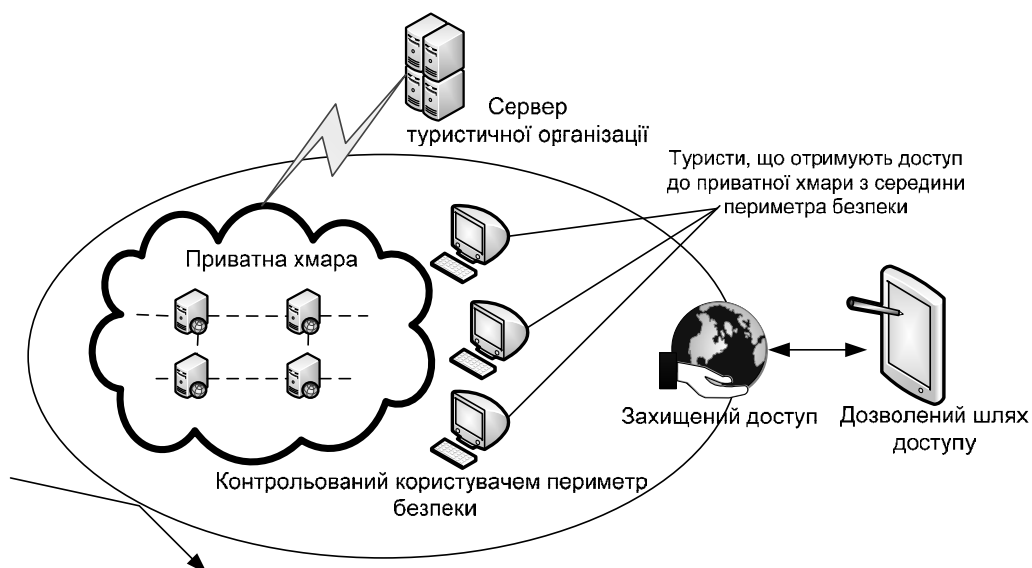 Сервер
туристичної організації
Туристи, що отримують доступ
до приватної хмари з середини
периметра безпеки
Приватна хмара
Захищений доступ
Дозволений шлях
доступу
Контрольований користувачем периметр
безпеки